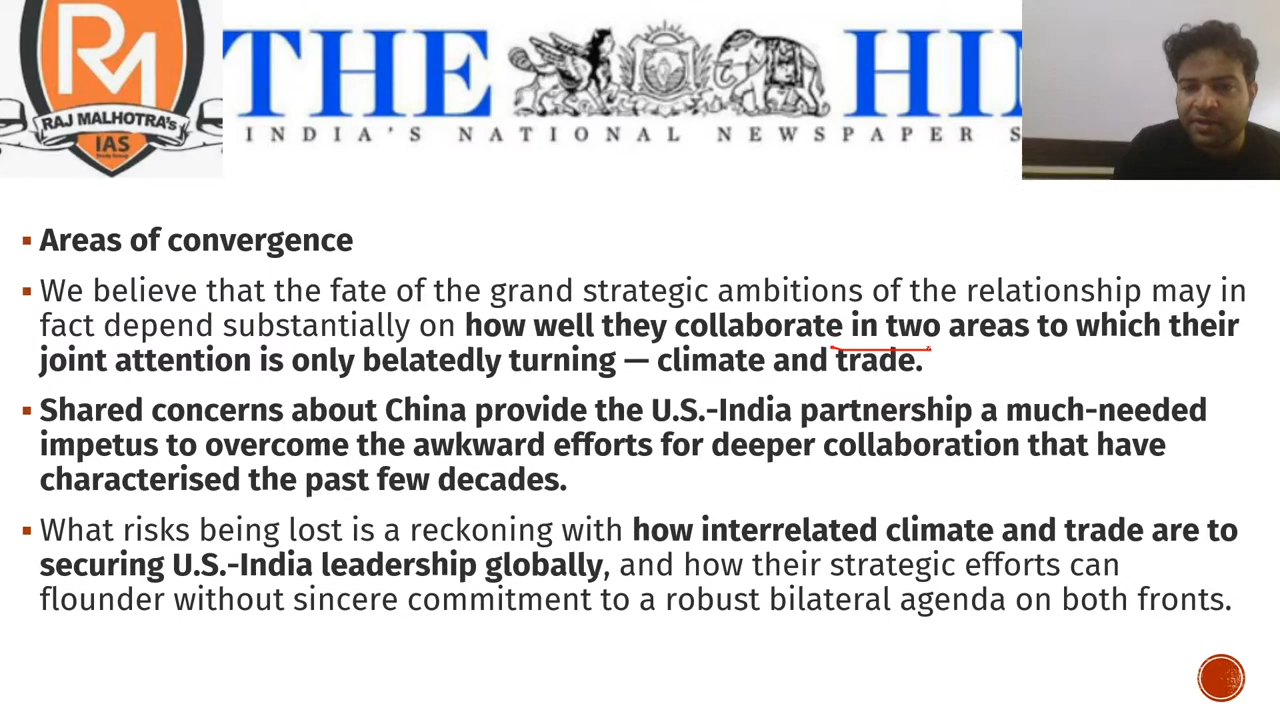 RM
RAJ MALHOTRA'S
IAS
THE HI
INDIA'S NATIONAL NEWSPAPER S
Areas of convergence
We believe that the fate of the grand strategic ambitions of the relationship may in
fact depend substantially on how well they collaborate in two areas to which their
joint attention is only belatedly turning — climate and trade.
Shared concerns about China provide the U.S.-India partnership a much-needed
impetus to overcome the awkward efforts for deeper collaboration that have
characterised the past few decades.
What risks being lost is a reckoning with how interrelated climate and trade are to
securing U.S.-India leadership globally, and how their strategic efforts can
flounder without sincere commitment to a robust bilateral agenda on both fronts.